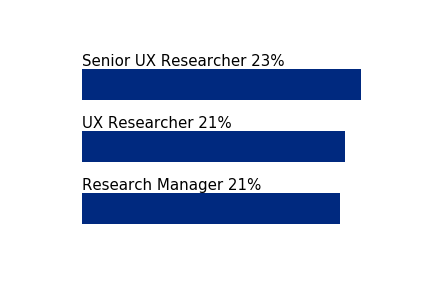 Senior UX Researcher 23%
UX Researcher 21%
Research Manager 21%